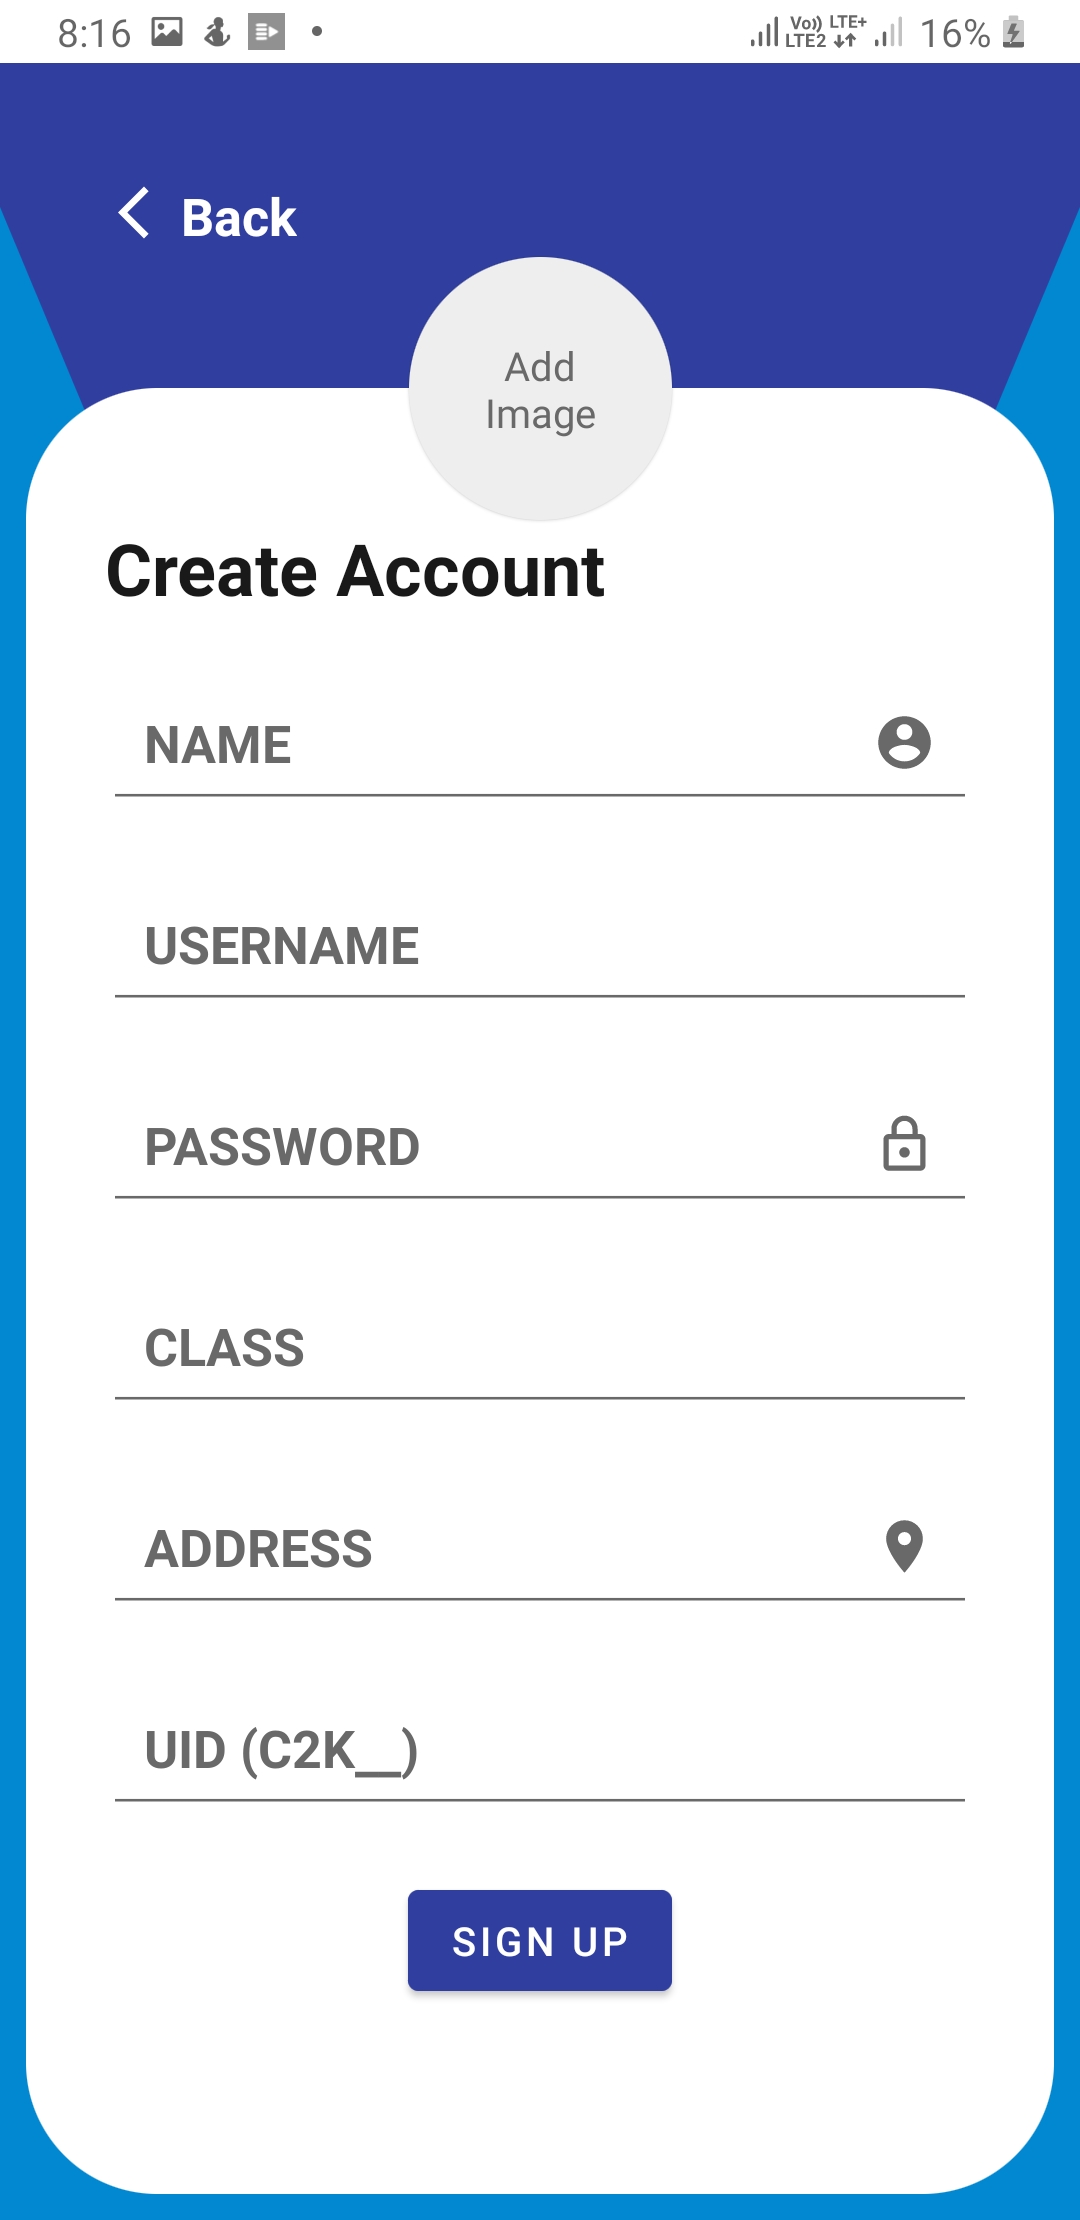 8:16 Vo)) LTE2 LTE+ 16%
Back
Add
Image
Create Account
NAME
USERNAME
PASSWORD
CLASS
ADDRESS
UID (C2K__)
SIGN UP